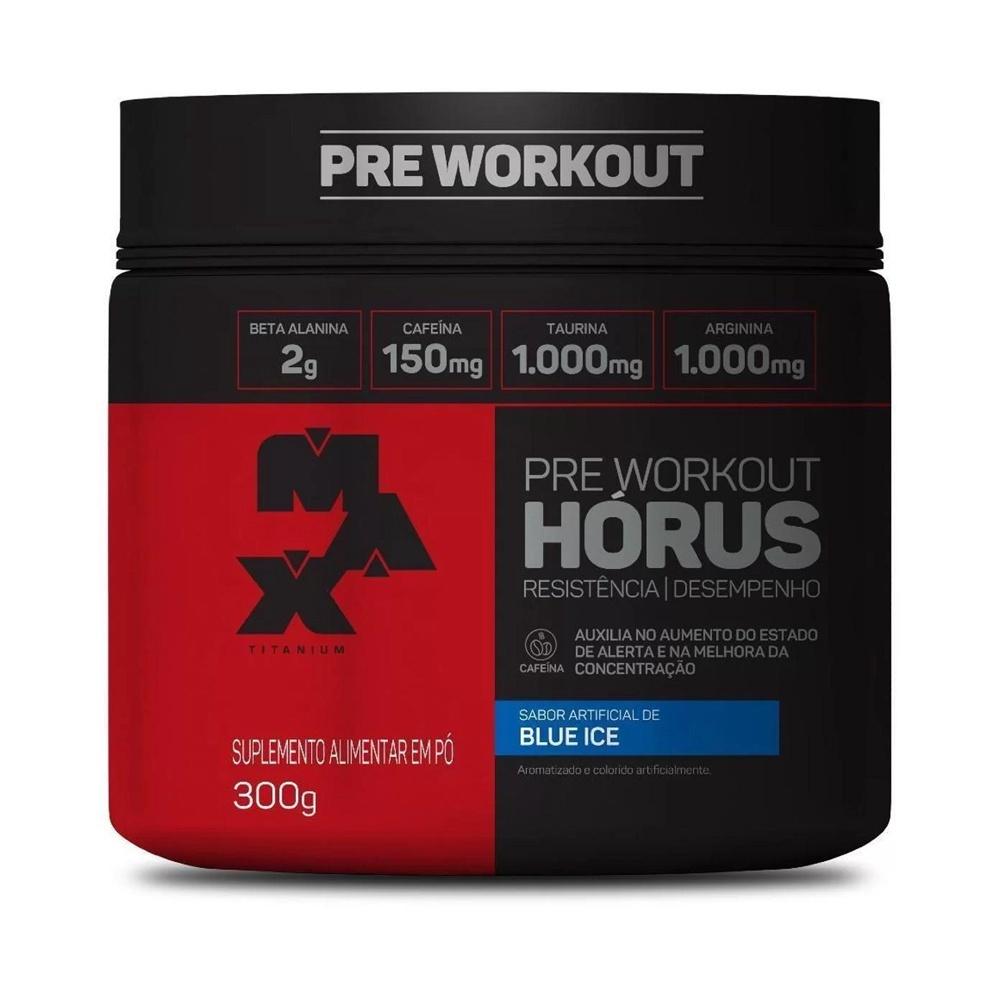 PRE WORKOUT
BETA ALANINA
2g
CAFEÍNA
150mg
TAURINA
1.000mg
ARGININA
1.000mg
MAX
TITANIUM
SUPLEMENTO ALIMENTAR EM PÓ
300g
PRE WORKOUT
HÓRUS
RESISTÊNCIA | DESEMPENHO
CAFEÍNA
AUXILIA NO AUMENTO DO ESTADO
DE ALERTA E NA MELHORA DA
CONCENTRAÇÃO
SABOR ARTIFICIAL DE
BLUE ICE
Aromatizado e colorido artificialmente.